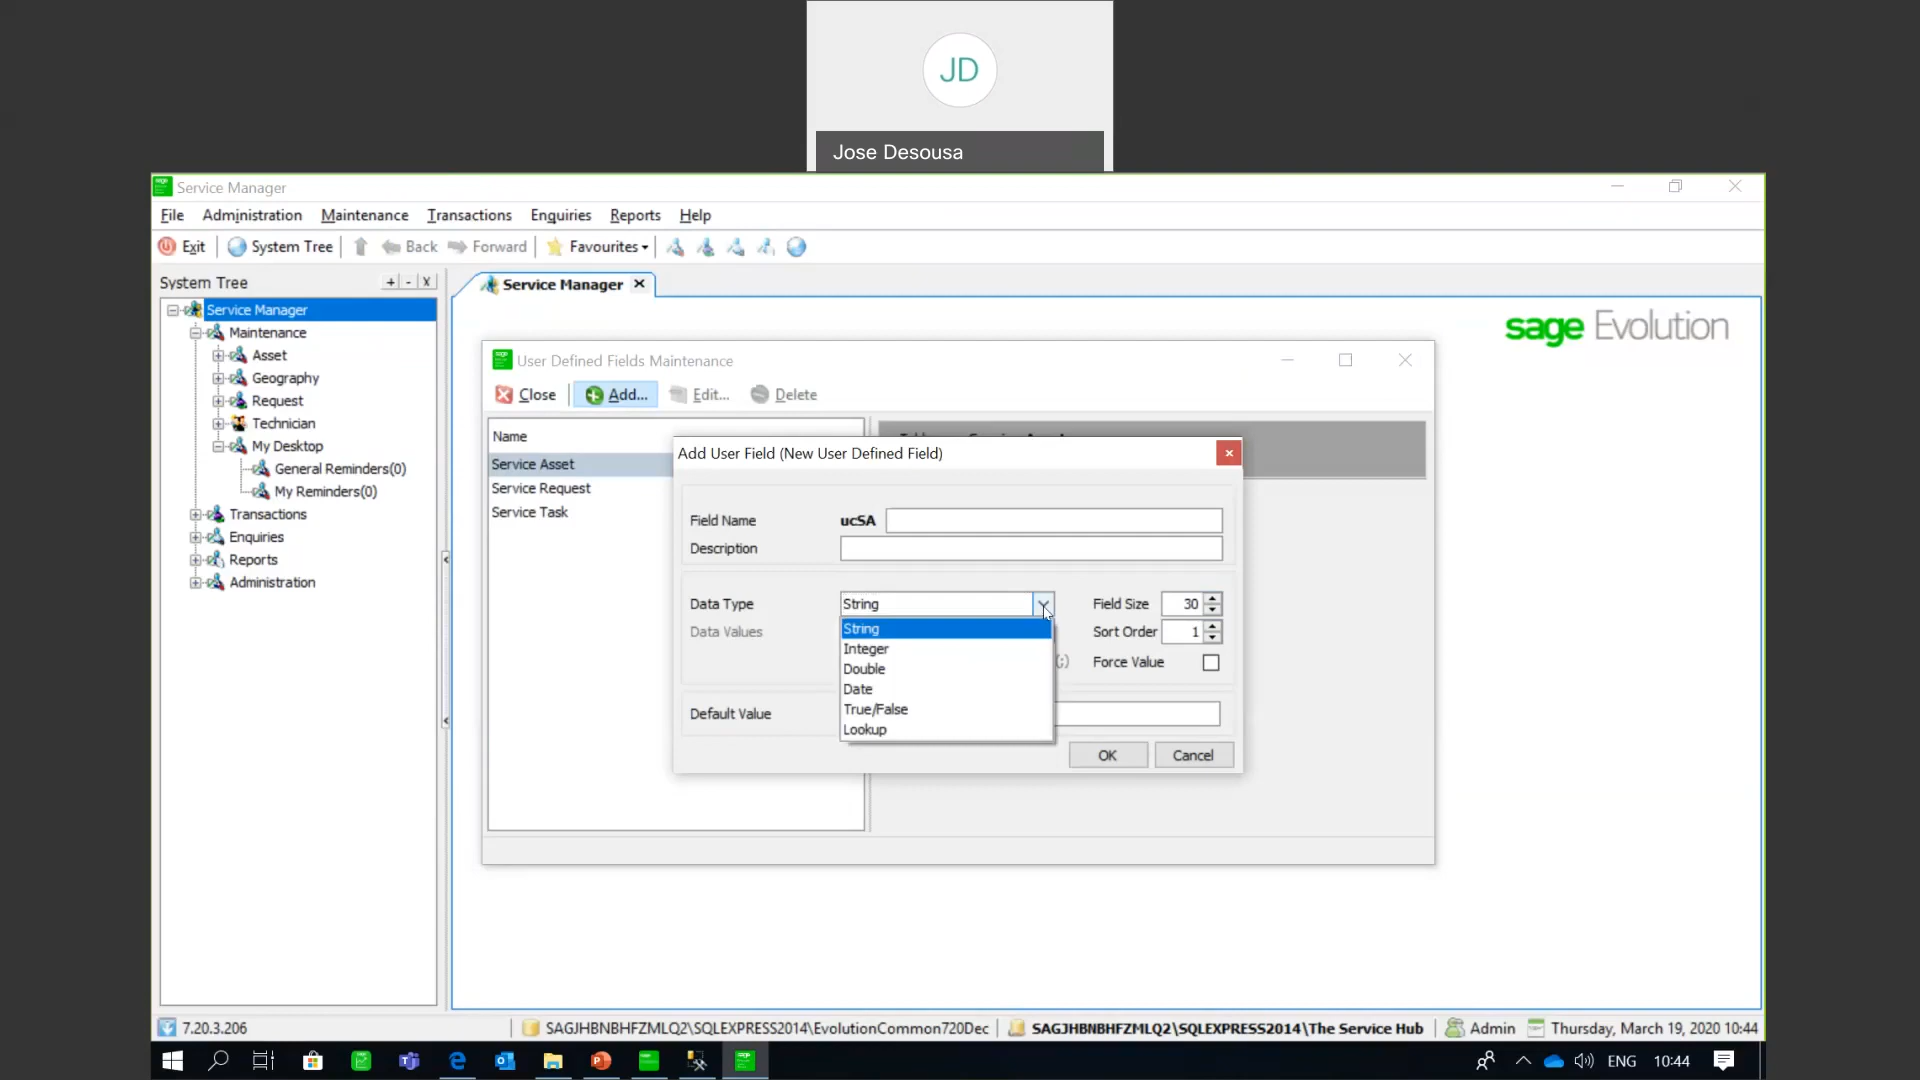 JD
Jose Desousa
Service Manager
File Administration Maintenance Transactions Enquiries Reports Help
Exit System Tree Back Forward Favourites
System Tree + - X
Service Manager
sage Evolution
Service Manager
Maintenance
Asset
Geography
Request
Technician
My Desktop
General Reminders(0)
My Reminders(0)
Transactions
Enquiries
Reports
Administration
User Defined Fields Maintenance
Close Add... Edit... Delete
Name
Service Asset
Service Request
Service Task
Add User Field (New User Defined Field)
Field Name ucSA
Description
Data Type String Field Size 30
Data Values Sort Order 1
(;) Force Value
String
Integer
Double
Date
True/False
Lookup
Default Value
OK Cancel
7.20.3.206 SAGJHBNBHFZMLQ2\SQLEXPRESS2014\EvolutionCommon720Dec SAGJHBNBHFZMLQ2\SQLEXPRESS2014\The Service Hub Admin Thursday, March 19, 2020 10:44
ENG 10:44